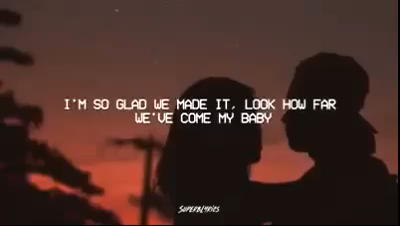 I'M SO GLAD WE MADE IT, LOOK HOW FAR
WE'VE COME MY BABY
SUPERBLYRICS